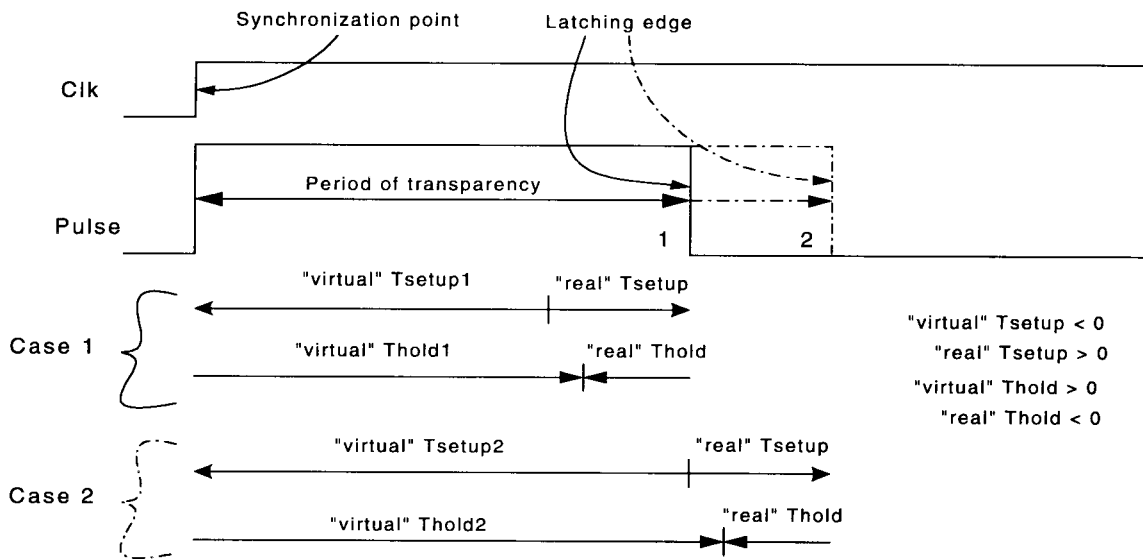 Synchronization point
Latching edge
Clk
Period of transparency
Pulse
1
2
"virtual" Tsetup1
"real" Tsetup
Case 1
"virtual" Thold1
"real" Thold
"virtual" Tsetup < 0
"real" Tsetup > 0
"virtual" Thold > 0
"real" Thold < 0
"virtual" Tsetup2
"real" Tsetup
Case 2
"virtual" Thold2
"real" Thold